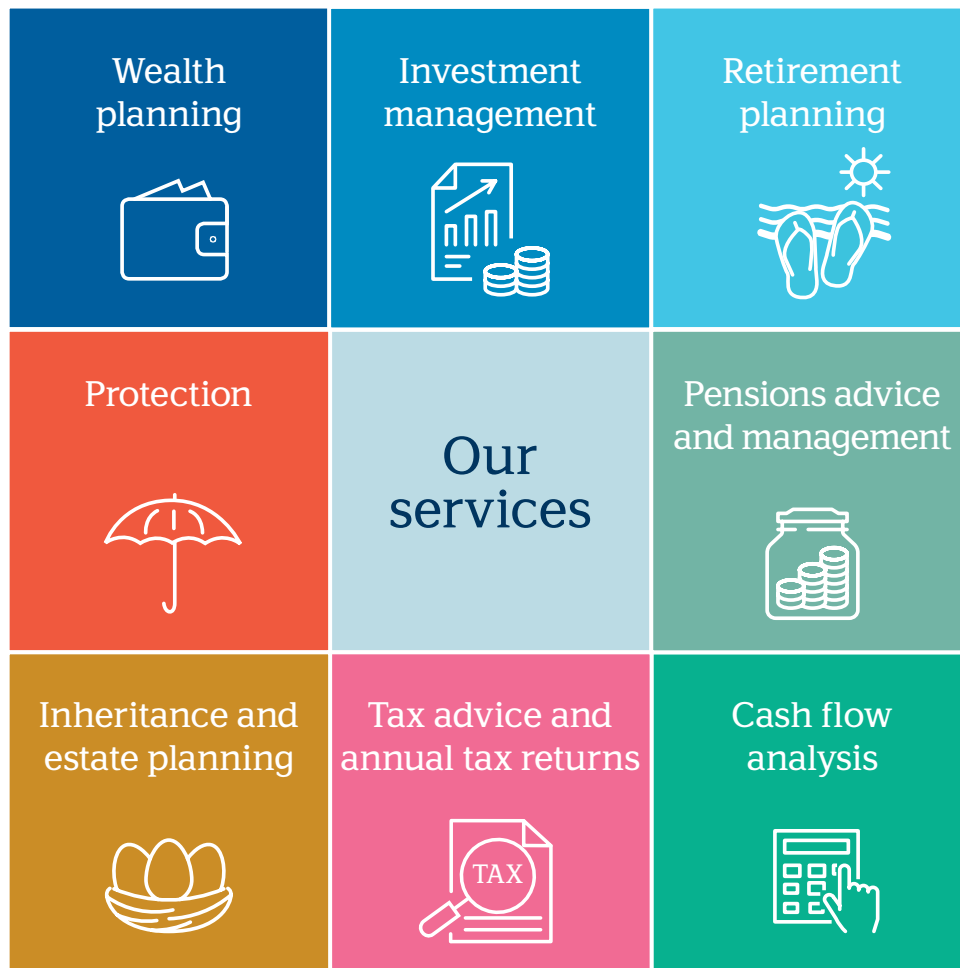 Wealth
planning
Investment
management
Retirement
planning
Protection
Our
services
Pensions advice
and management
Inheritance and
estate planning
Tax advice and
annual tax returns
TAX
Cash flow
analysis